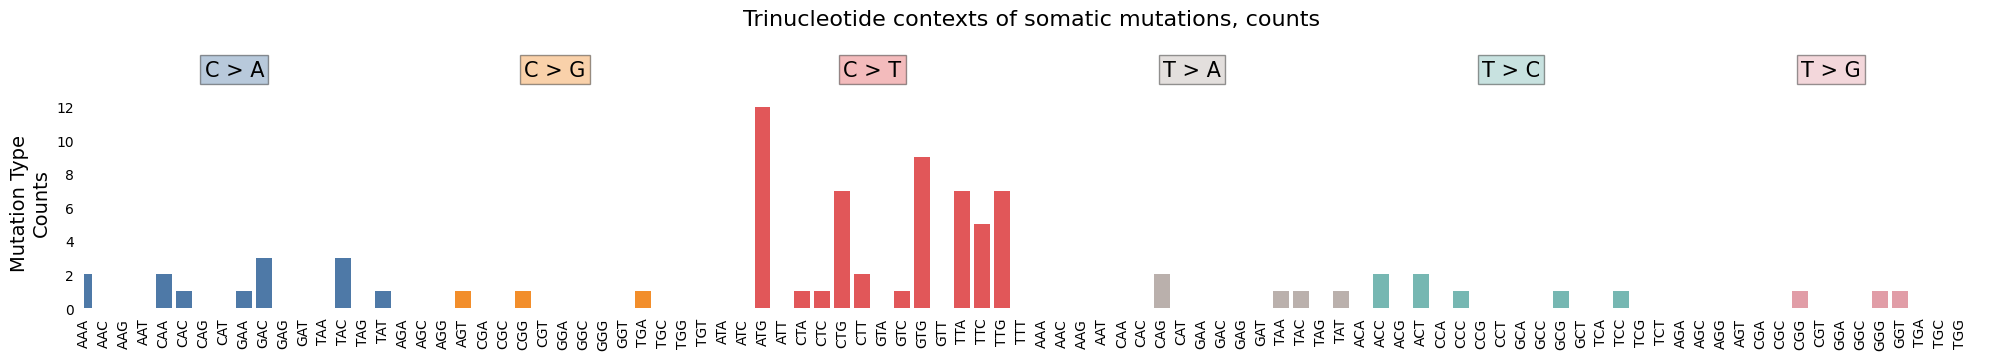 Trinucleotide contexts of somatic mutations, counts
C > A
C > G
C > T
T > A
T > C
T > G
Mutation Type
Counts
12
10
8
6
4
2
0
AAA
AAC
AAG
AAT
CAA
CAC
CAG
CAT
GAA
GAC
GAG
GAT
TAA
TAC
TAG
TAT
AGA
AGC
AGG
AGT
CGA
CGC
CGG
CGT
GGA
GGC
GGG
GGT
TGA
TGC
TGG
TGT
ATA
ATC
ATG
ATT
CTA
CTC
CTG
CTT
GTA
GTC
GTG
GTT
TTA
TTC
TTG
TTT
AAA
AAC
AAG
AAT
CAA
CAC
CAG
CAT
GAA
GAC
GAG
GAT
TAA
TAC
TAG
TAT
ACA
ACC
ACG
ACT
CCA
CCC
CCG
CCT
GCA
GCC
GCG
GCT
TCA
TCC
TCG
TCT
AGA
AGC
AGG
AGT
CGA
CGC
CGG
CGT
GGA
GGC
GGG
GGT
TGA
TGC
TGG